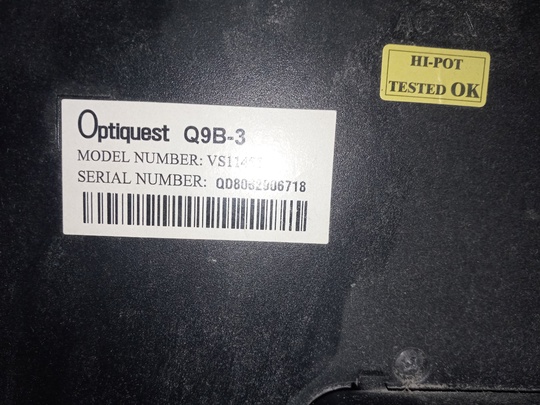 HI-POT
TESTED OK
Optiquest Q9B-3
MODEL NUMBER:
SERIAL NUMBER: